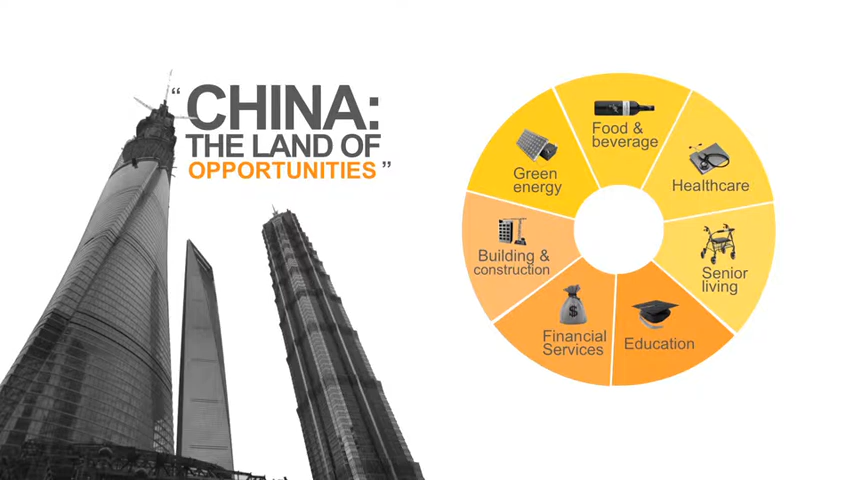 “CHINA:
THE LAND OF
OPPORTUNITIES”
Food &
beverage
Healthcare
Senior
living
Education
Financial
Services
Building &
construction
Green
energy
$